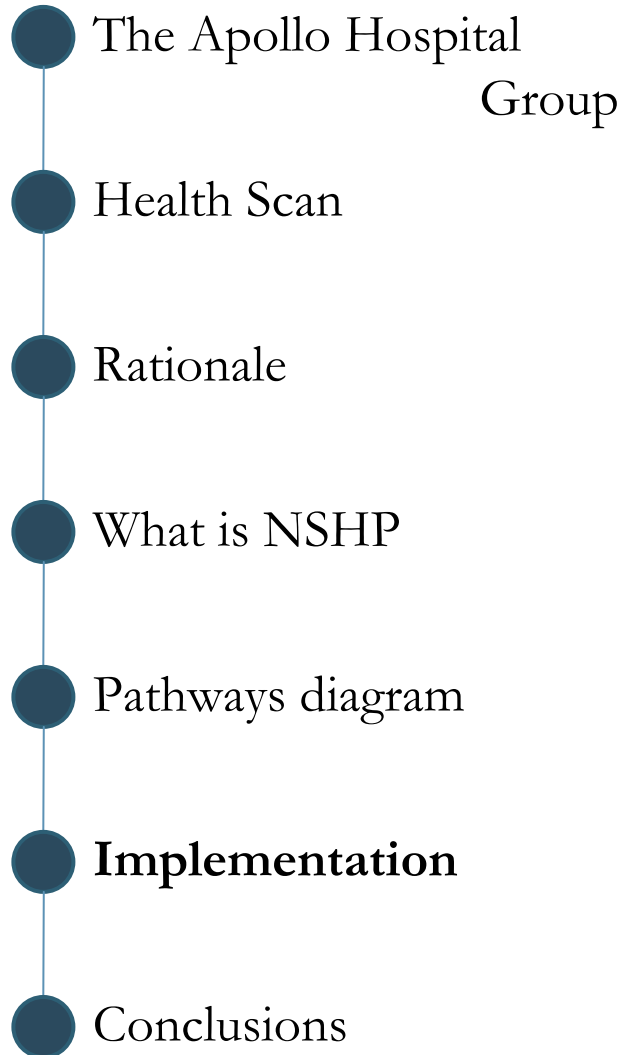 The Apollo Hospital
Group
Health Scan
Rationale
What is NSHP
Pathways diagram
Implementation
Conclusions